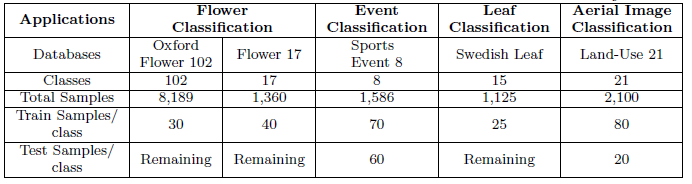 Applications Flower Classification Event Classification Leaf Classification Aerial Image Classification
Databases Oxford Flower 102 Flower 17 Sports Event 8 Swedish Leaf Land-Use 21
Classes 102 17 8 15 21
Total Samples 8,189 1,360 1,586 1,125 2,100
Train Samples/ class 30 40 70 25 80
Test Samples/ class Remaining Remaining 60 Remaining 20